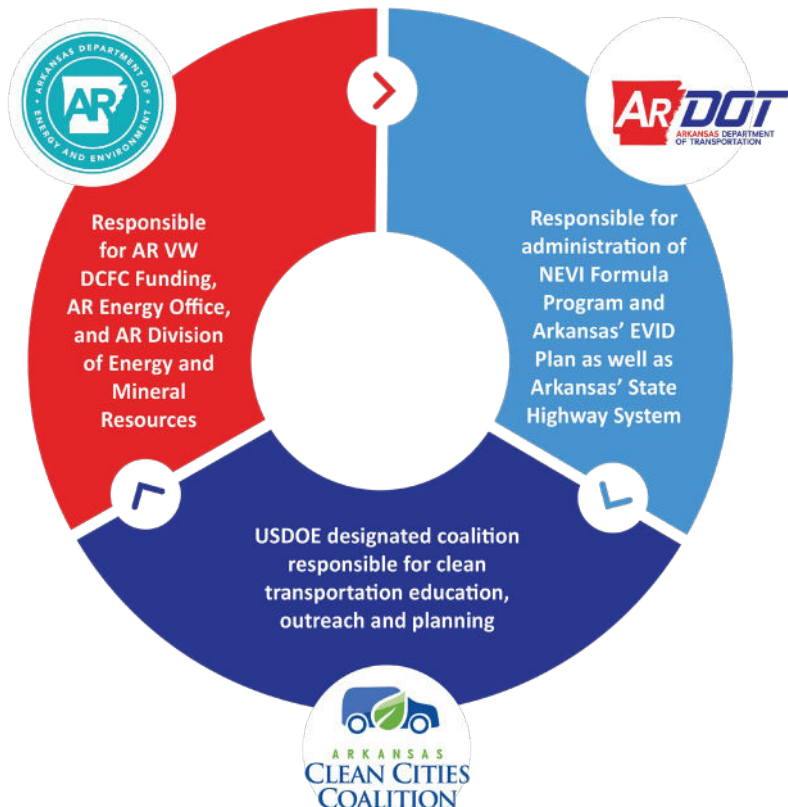 ARKANSAS DEPARTMENT OF
ENERGY AND ENVIRONMENT
AR
ARDOT
ARKANSAS DEPARTMENT
OF TRANSPORTATION
Responsible
for AR VW
DCFC Funding,
AR Energy Office,
and AR Division
of Energy and
Mineral
Resources
Responsible for
administration of
NEVI Formula
Program and
Arkansas’ EVID
Plan as well as
Arkansas’ State
Highway System
USDOE designated coalition
responsible for clean
transportation education,
outreach and planning
ARKANSAS
CLEAN CITIES
COALITION